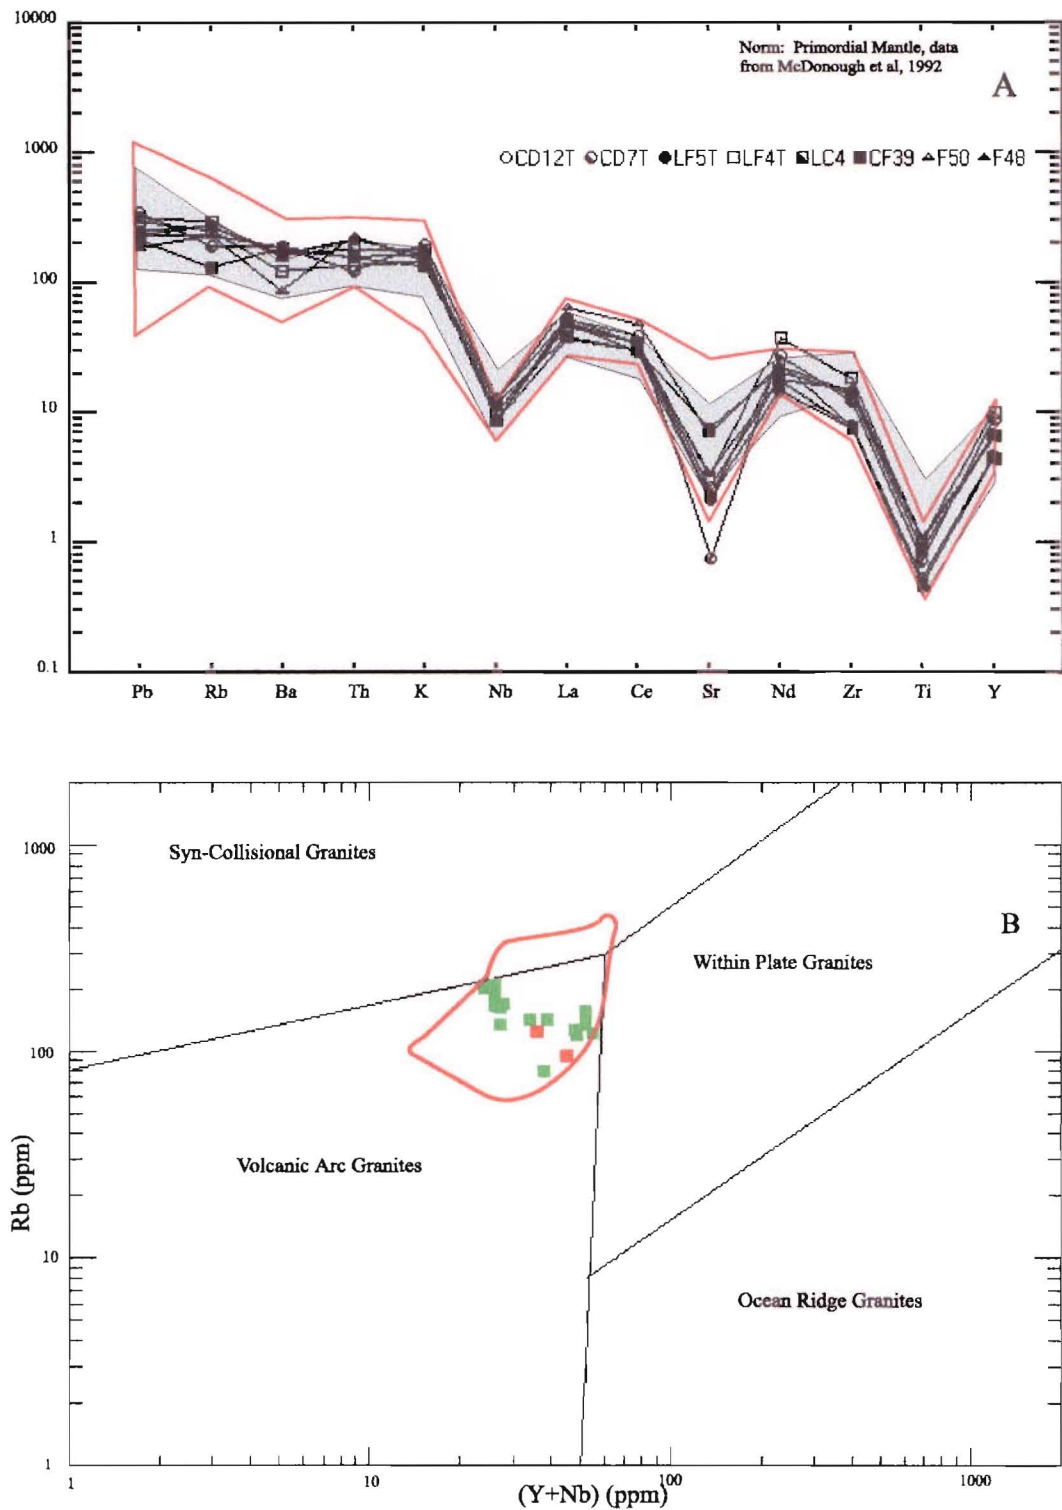 10000
Norm: Primordial Mantle, data
from McDonough et al, 1992
A
1000
CD12T CD7T LF5T LF4T LC4 CF39 F50 F48
100
10
1
0.1
Pb Rb Ba Th K Nb La Ce Sr Nd Zr Ti Y
1000
Syn-Collisional Granites
B
Within Plate Granites
100
Volcanic Arc Granites
Rb (ppm)
10
Ocean Ridge Granites
1
1 10 100 1000
(Y+Nb) (ppm)